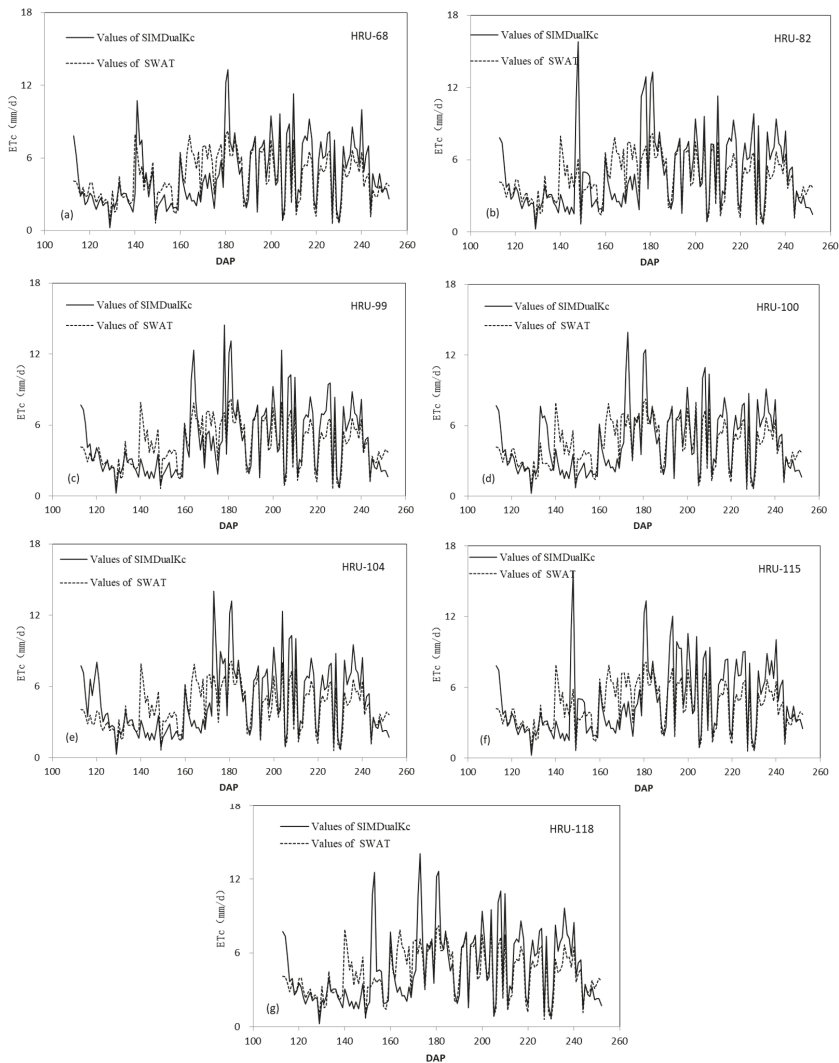 18
Values of SIMDualKc
HRU-68
Values of SWAT
12
ETc (mm/d)
6
(a)
0
100 120 140 160 180 200 220 240 260
DAP
18
Values of SIMDualKc
HRU-82
Values of SWAT
12
ETc (mm/d)
6
(b)
0
100 120 140 160 180 200 220 240 260
DAP
18
Values of SIMDualKc
HRU-99
Values of SWAT
12
ETc (mm/d)
6
(c)
0
100 120 140 160 180 200 220 240 260
DAP
18
Values of SIMDualKc
HRU-100
Values of SWAT
12
ETc (mm/d)
6
(d)
0
100 120 140 160 180 200 220 240 260
DAP
18
Values of SIMDualKc
HRU-104
Values of SWAT
12
ETc (mm/d)
6
(e)
0
100 120 140 160 180 200 220 240 260
DAP
18
Values of SIMDualKc
HRU-115
Values of SWAT
12
ETc (mm/d)
6
(f)
0
100 120 140 160 180 200 220 240 260
DAP
18
Values of SIMDualKc
HRU-118
Values of SWAT
12
ETc (mm/d)
6
(g)
0
100 120 140 160 180 200 220 240 260
DAP